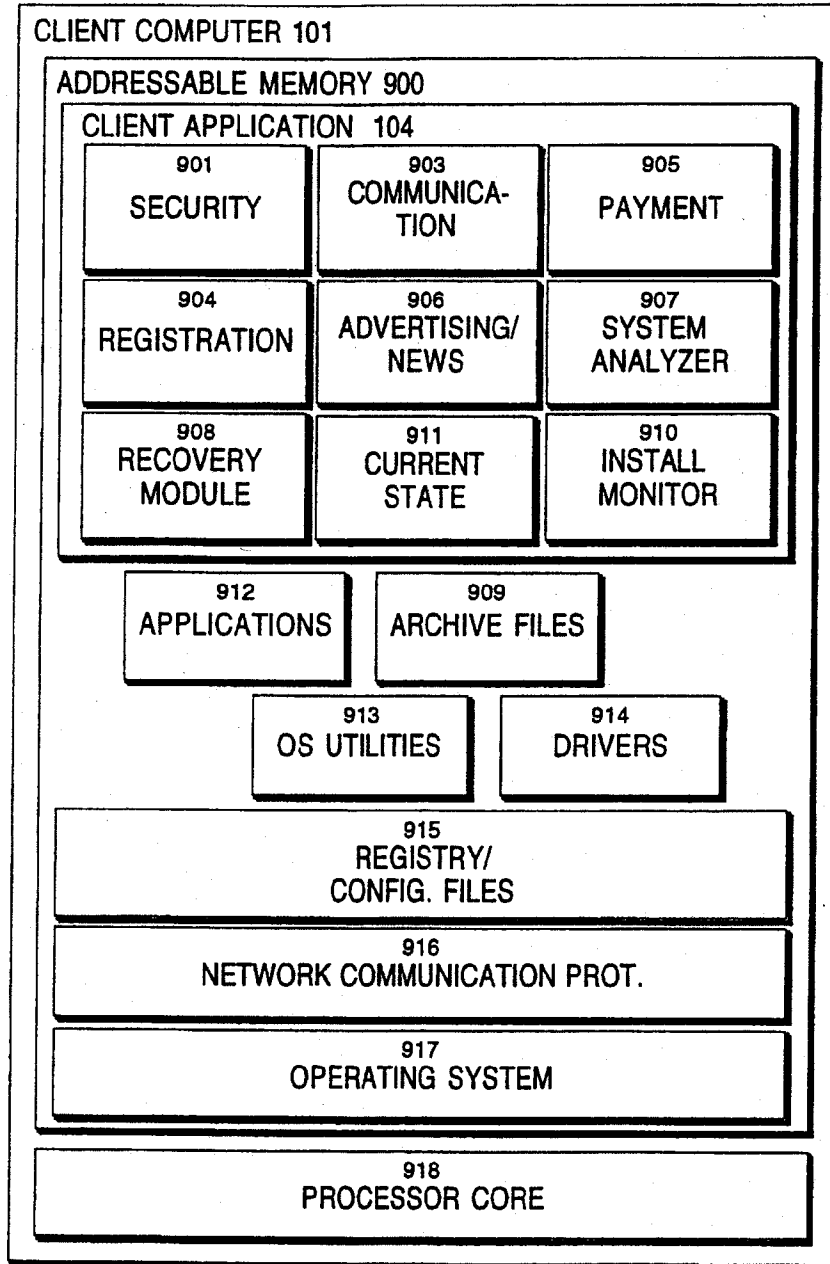 CLIENT COMPUTER 101
ADDRESSABLE MEMORY 900
CLIENT APPLICATION 104
901
SECURITY
903
COMMUNICA-
TION
905
PAYMENT
904
REGISTRATION
906
ADVERTISING/
NEWS
907
SYSTEM
ANALYZER
908
RECOVERY
MODULE
911
CURRENT
STATE
910
INSTALL
MONITOR
912
APPLICATIONS
909
ARCHIVE FILES
913
OS UTILITIES
914
DRIVERS
915
REGISTRY/
CONFIG. FILES
916
NETWORK COMMUNICATION PROT.
917
OPERATING SYSTEM
918
PROCESSOR CORE